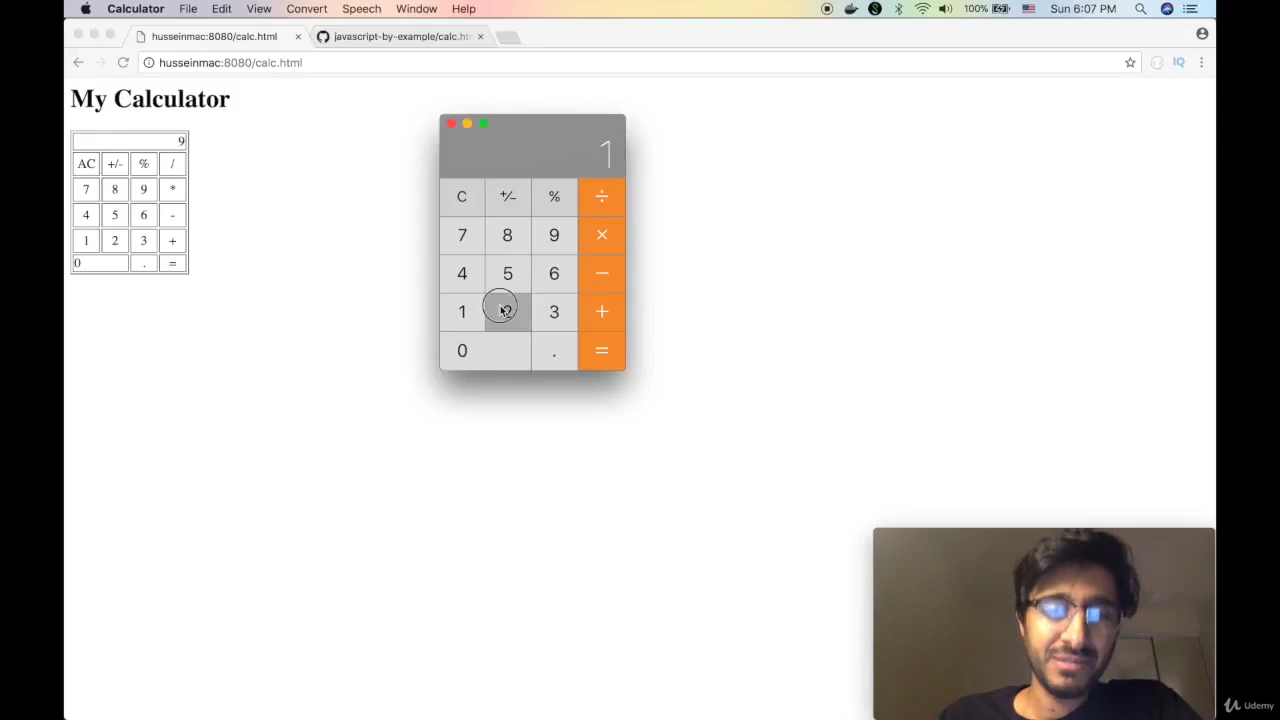 Calculator File Edit View Convert Speech Window Help 100% Sun 6:07 PM
husseinmac:8080/calc.html javascript-by-example/calc.htm
husseinmac:8080/calc.html IQ
My Calculator
9
AC +/- % /
7 8 9 *
4 5 6 -
1 2 3 +
0 . =
1
C +/- % ÷
7 8 9 ×
4 5 6 −
1 2 3 +
0 . =
Udemy